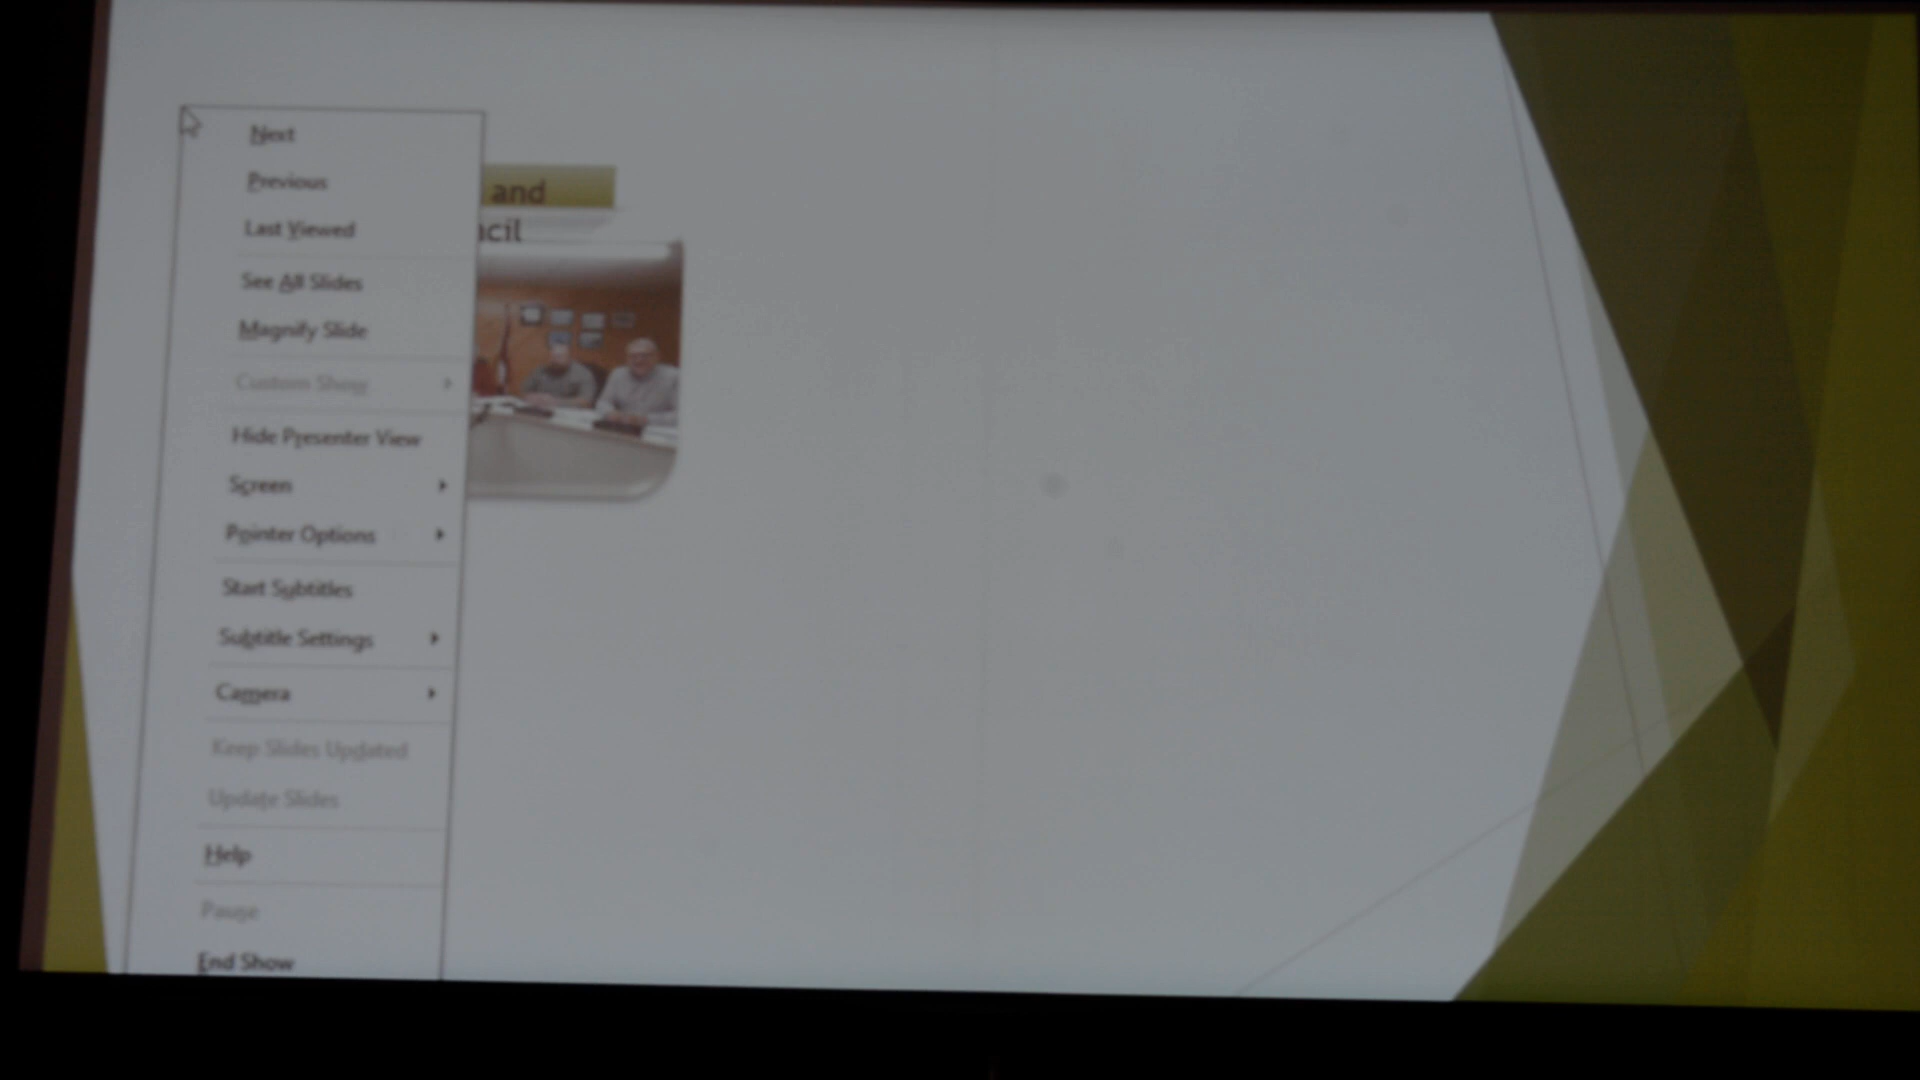 Next
Previous
Last Viewed
See All Slides
Magnify Slide
Custom Show
Hide Presenter View
Screen
Pointer Options
Start Subtitles
Subtitle Settings
Camera
Keep Slides Updated
Update Slides
Help
Pause
End Show
and